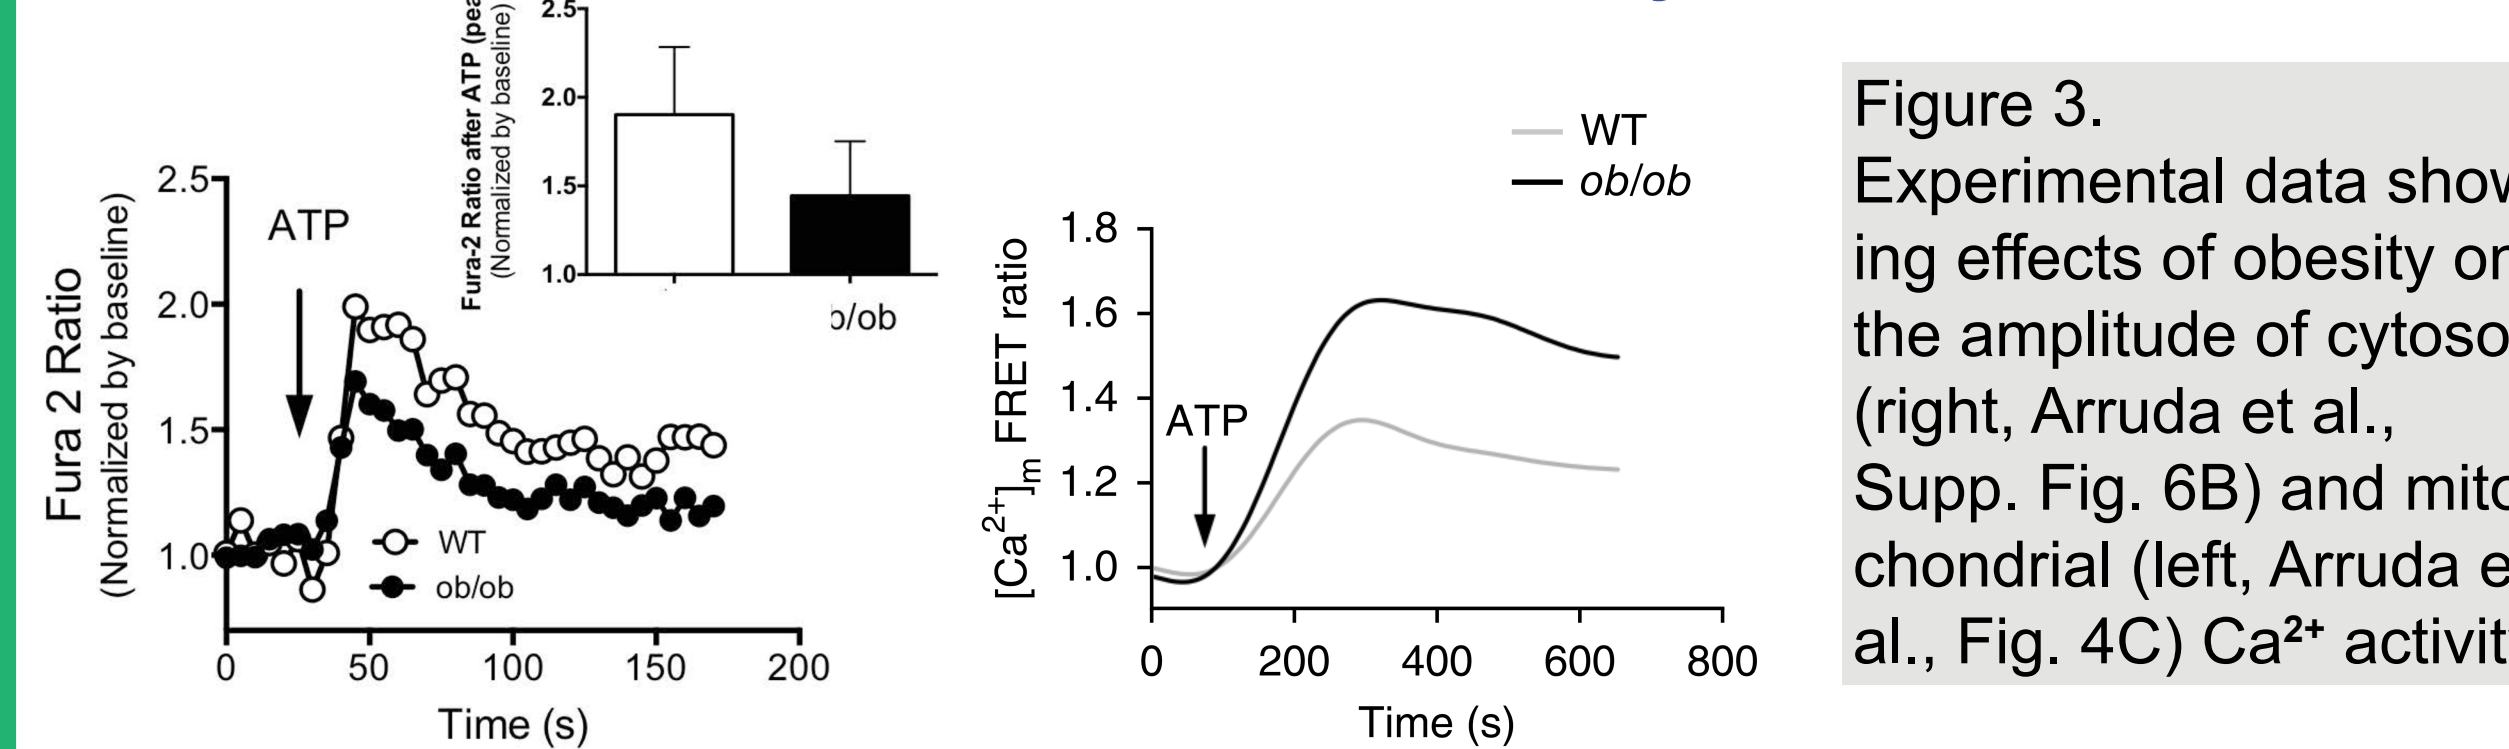 Fura-2 Ratio after ATP
(Normalized by baseline)
2.5
2.0
1.5
1.0
b/ob
Fura 2 Ratio
(Normalized by baseline)
2.5
2.0
1.5
1.0
ATP
WT
ob/ob
0 50 100 150 200
Time (s)
WT
ob/ob
[Ca²⁺]ₘ FRET ratio
1.8
1.6
1.4
1.2
1.0
ATP
0 200 400 600 800
Time (s)
Figure 3.
Experimental data show
ing effects of obesity on
the amplitude of cytoso
(right, Arruda et al.,
Supp. Fig. 6B) and mito
chondrial (left, Arruda e
al., Fig. 4C) Ca²⁺ activit